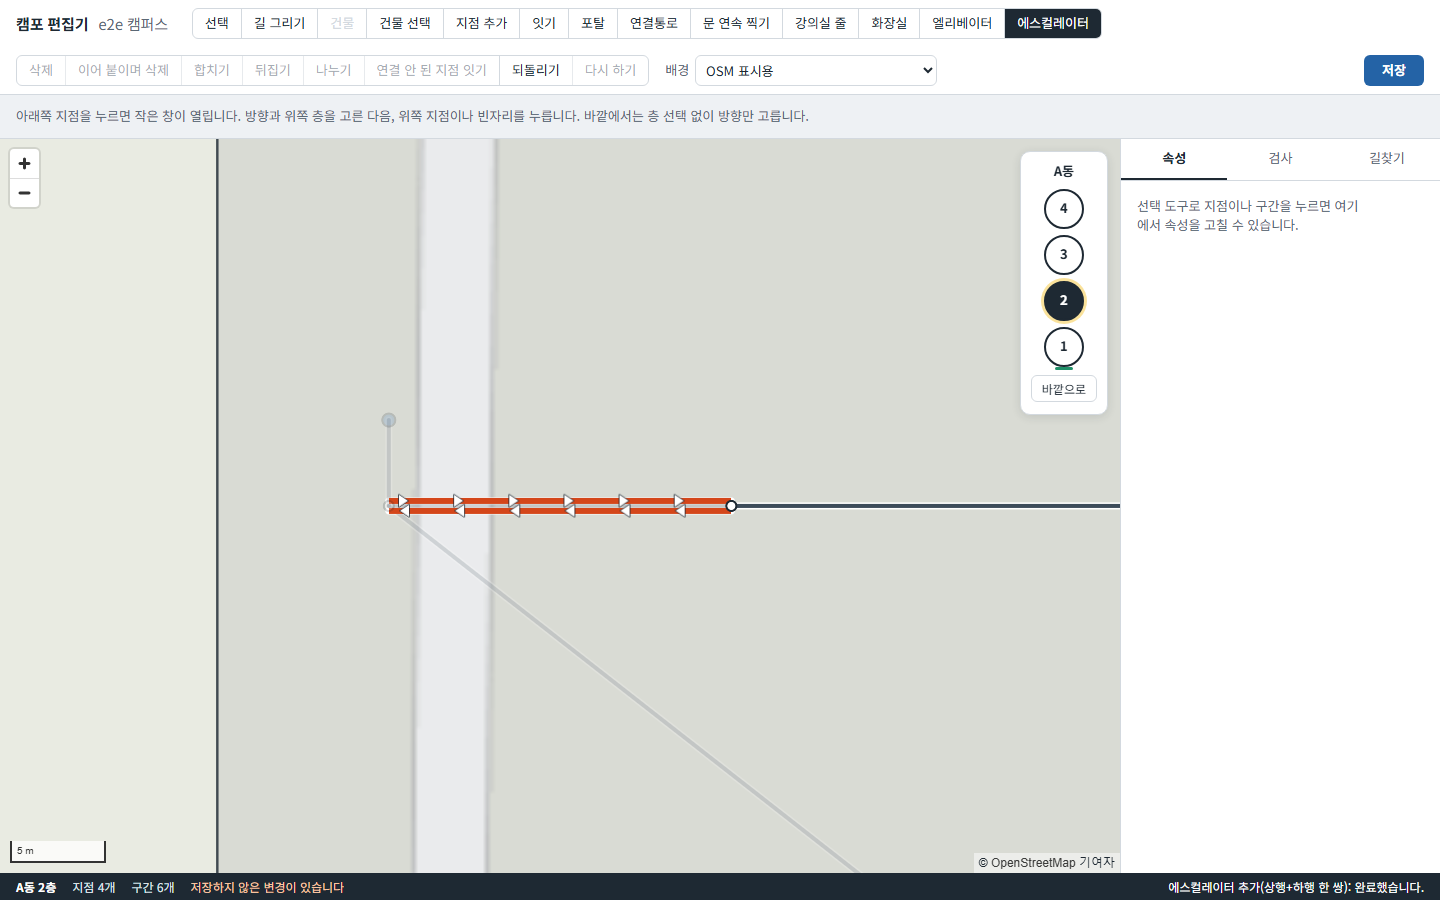 캠포 편집기 e2e 캠퍼스 선택 길 그리기 건물 건물 선택 지점 추가 잇기 포탈 연결통로 문 연속 찍기 강의실 줄 화장실 엘리베이터 에스컬레이터
삭제 이어 붙이며 삭제 합치기 뒤집기 나누기 연결 안 된 지점 잇기 되돌리기 다시 하기 배경 OSM 표시용 저장
아래쪽 지점을 누르면 작은 창이 열립니다. 방향과 위쪽 층을 고른 다음, 위쪽 지점이나 빈자리를 누릅니다. 바깥에서는 층 선택 없이 방향만 고릅니다.
+
−
A동
4
3
2
1
바깥으로
속성 검사 길찾기
선택 도구로 지점이나 구간을 누르면 여기
에서 속성을 고칠 수 있습니다.
5 m
© OpenStreetMap 기여자
A동 2층 지점 4개 구간 6개 저장하지 않은 변경이 있습니다 에스컬레이터 추가(상행+하행 한 쌍): 완료했습니다.